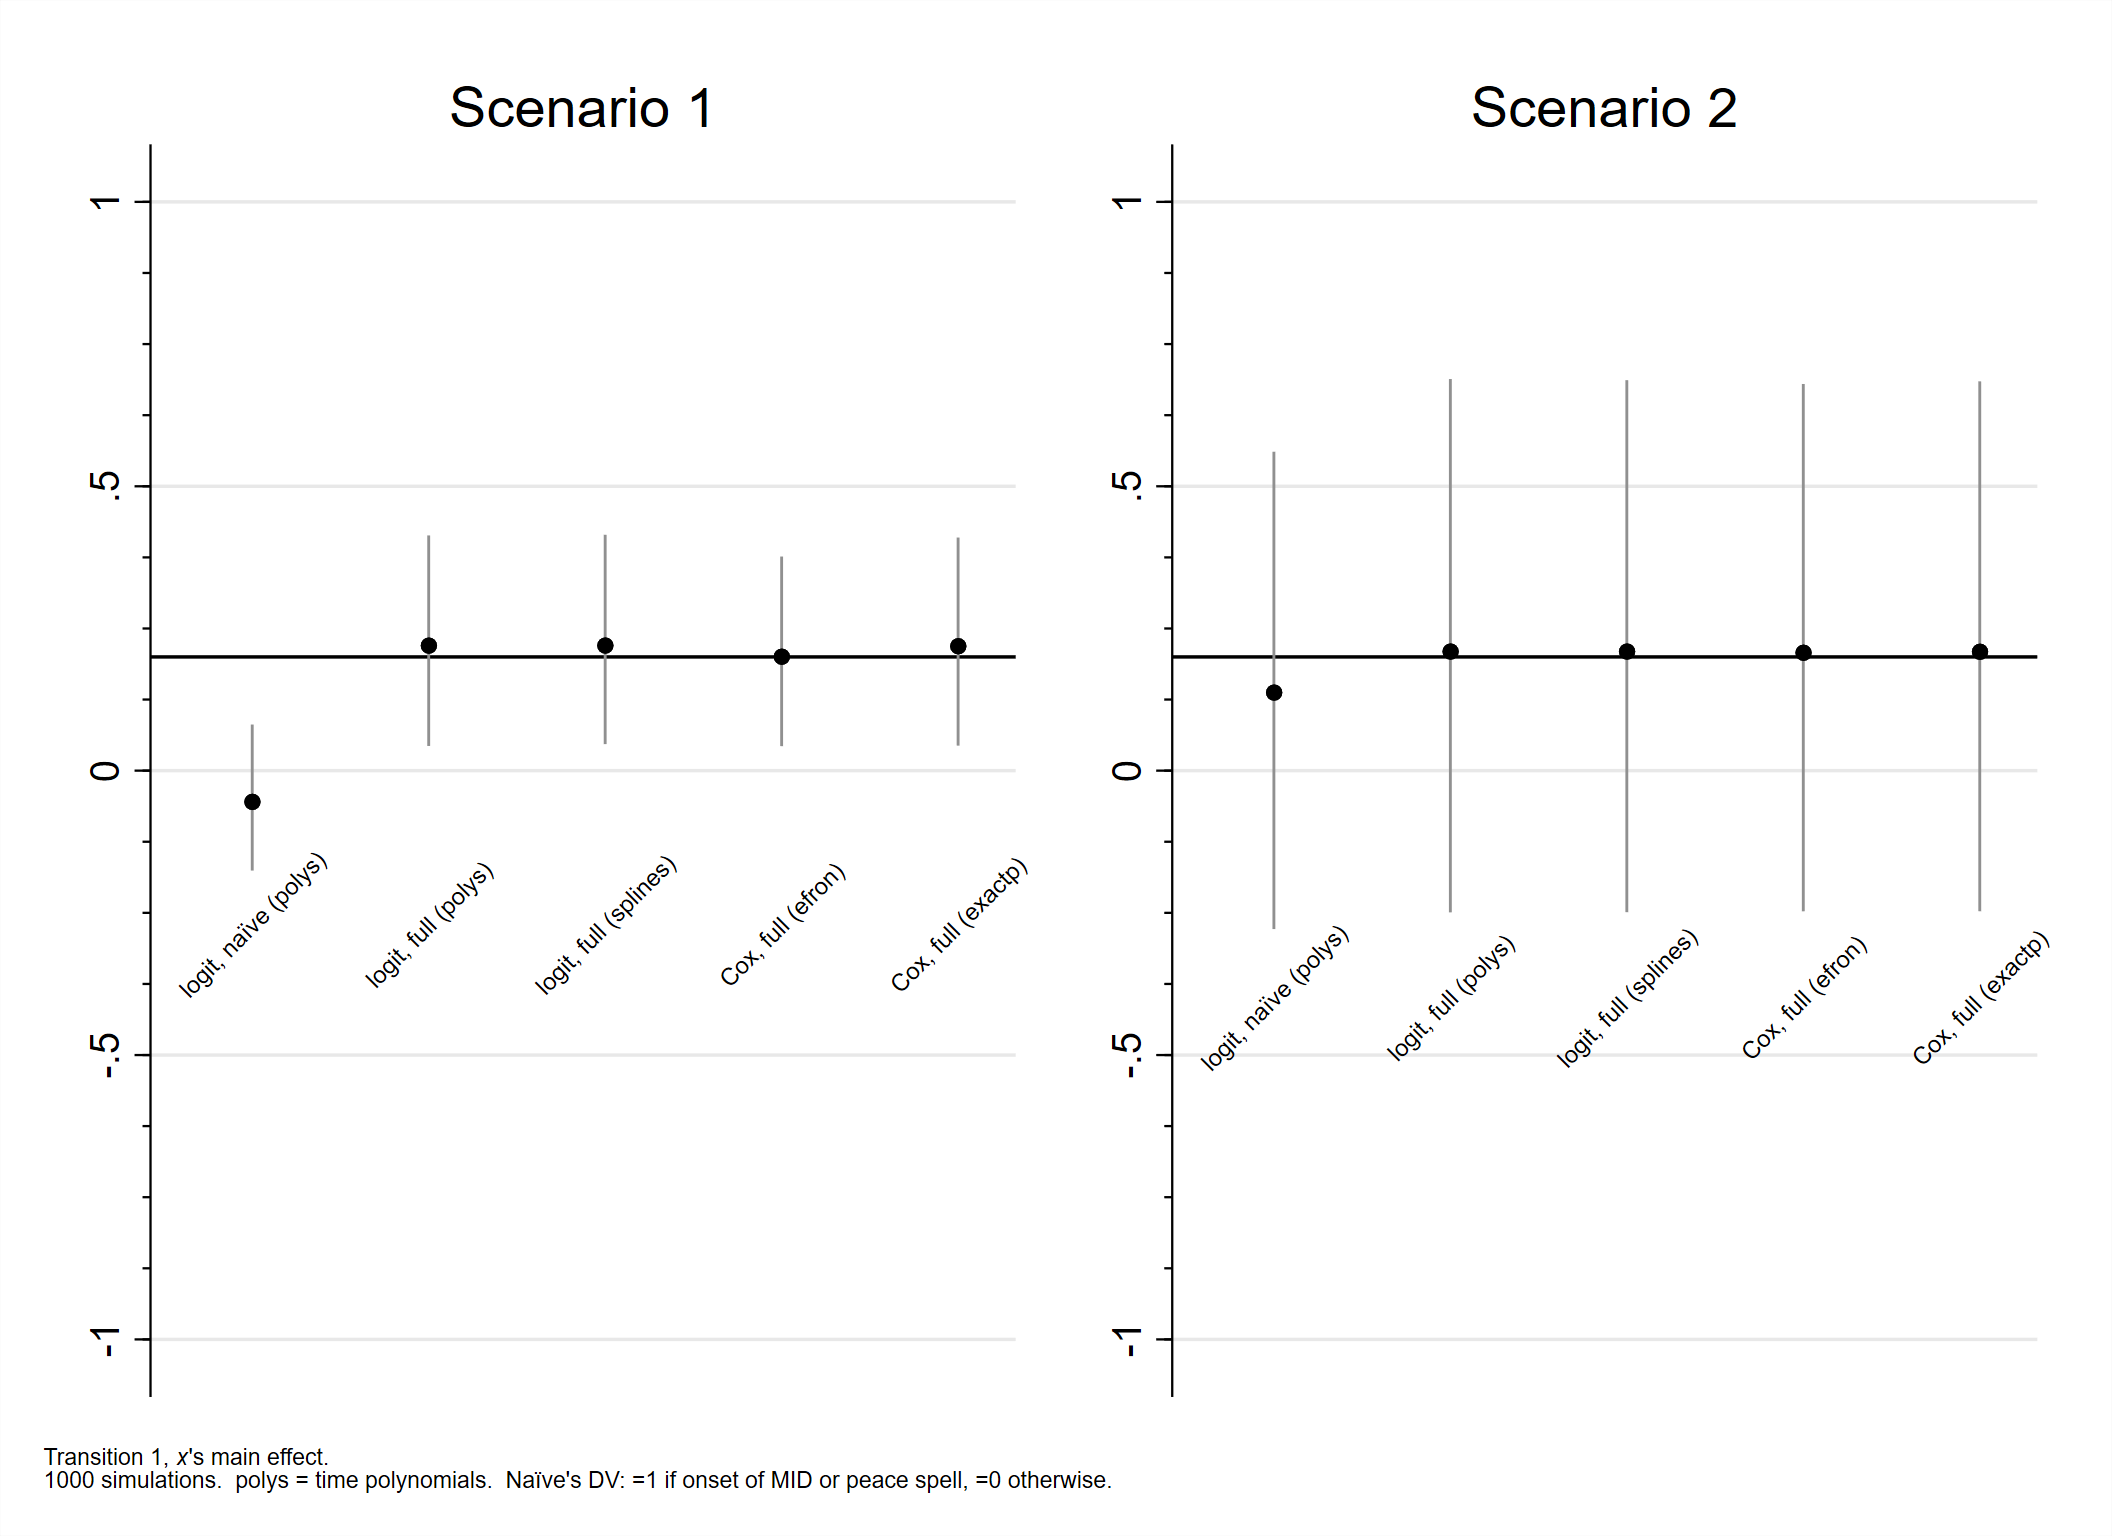 Scenario 1
1
.5
0
-.5
-1
logit, naïve (polys)
logit, full (polys)
logit, full (splines)
Cox, full (efron)
Cox, full (exactp)
Scenario 2
1
.5
0
-.5
-1
logit, naïve (polys)
logit, full (polys)
logit, full (splines)
Cox, full (efron)
Cox, full (exactp)
Transition 1, x's main effect.
1000 simulations.  polys = time polynomials.  Naïve's DV: =1 if onset of MID or peace spell, =0 otherwise.